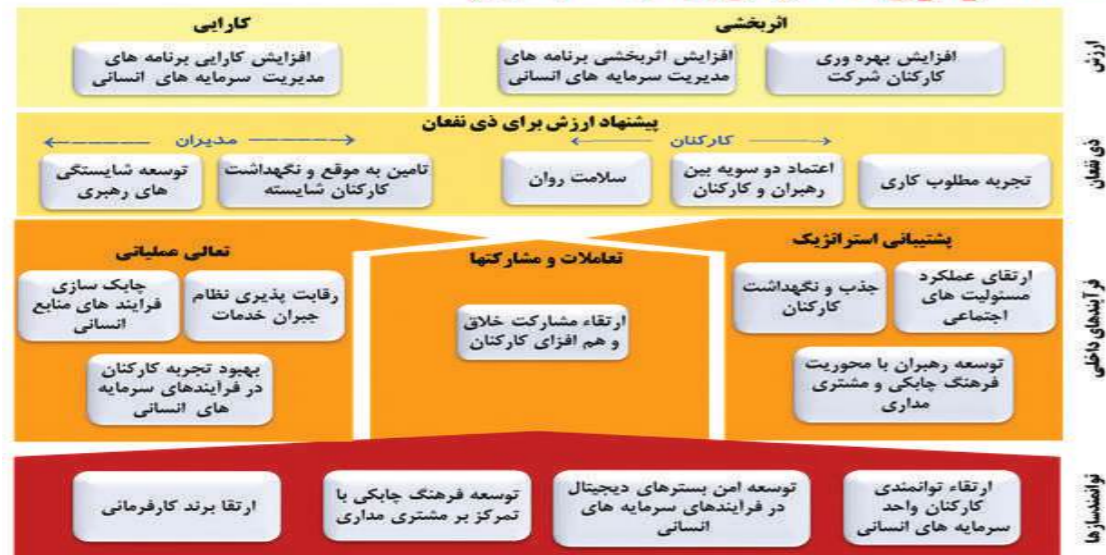 اثربخشی
کارایی
ارزش
افزایش بهره وری
کارکنان شرکت
افزایش اثربخشی برنامه های
مدیریت سرمایه های انسانی
افزایش کارایی برنامه های
مدیریت سرمایه های انسانی
پیشنهاد ارزش برای ذی نفعان
ذی نفعان
کارکنان
مدیران
تجربه مطلوب کاری
اعتماد دو سویه بین
رهبران و کارکنان
سلامت روان
تامین به موقع و نگهداشت
کارکنان شایسته
توسعه شایستگی
های رهبری
فرآیندهای داخلی
پشتیبانی استراتژیک
ارتقای عملکرد
مسئولیت های
اجتماعی
جذب و نگهداشت
کارکنان
توسعه رهبران با محوریت
فرهنگ چابکی و مشتری
مداری
تعاملات و مشارکتها
ارتقاء مشارکت خلاق
و هم افزای کارکنان
تعالی عملیاتی
رقابت پذیری نظام
جبران خدمات
چابک سازی
فرایند های منابع
انسانی
بهبود تجربه کارکنان
در فرآیندهای سرمایه
های انسانی
توانمندسازها
ارتقاء توانمندی
کارکنان واحد
سرمایه های انسانی
توسعه امن بسترهای دیجیتال
در فرآیندهای سرمایه های
انسانی
توسعه فرهنگ چابکی با
تمرکز بر مشتری مداری
ارتقا برند کارفرمانی